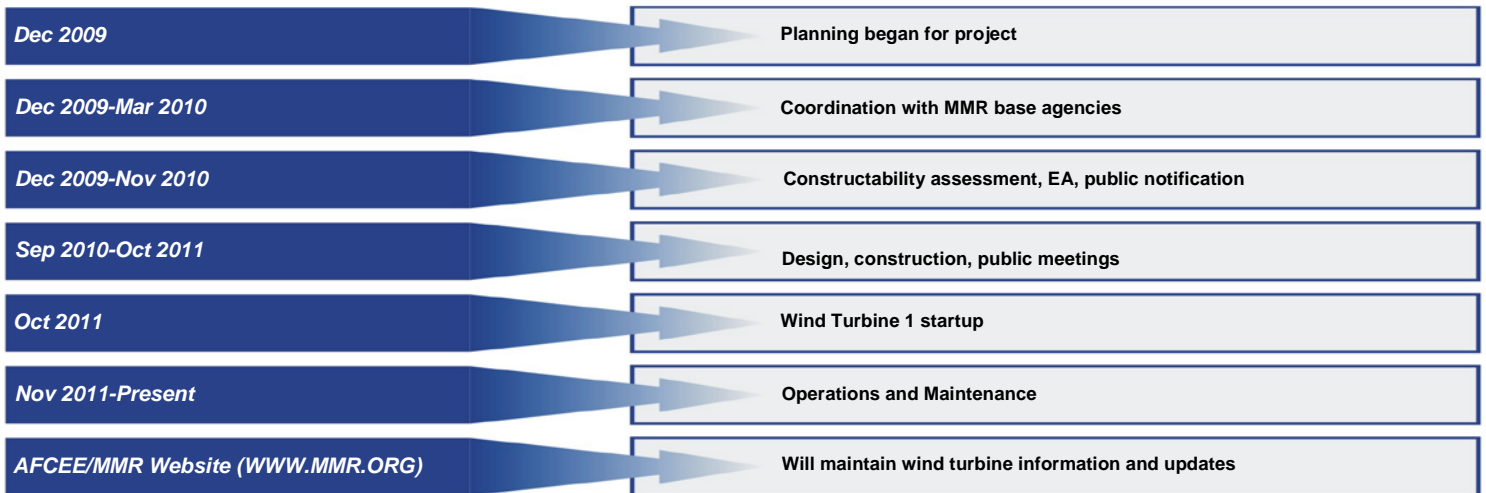 Dec 2009
Planning began for project
Dec 2009-Mar 2010
Coordination with MMR base agencies
Dec 2009-Nov 2010
Constructability assessment, EA, public notification
Sep 2010-Oct 2011
Design, construction, public meetings
Oct 2011
Wind Turbine 1 startup
Nov 2011-Present
Operations and Maintenance
AFCEE/MMR Website (WWW.MMR.ORG)
Will maintain wind turbine information and updates